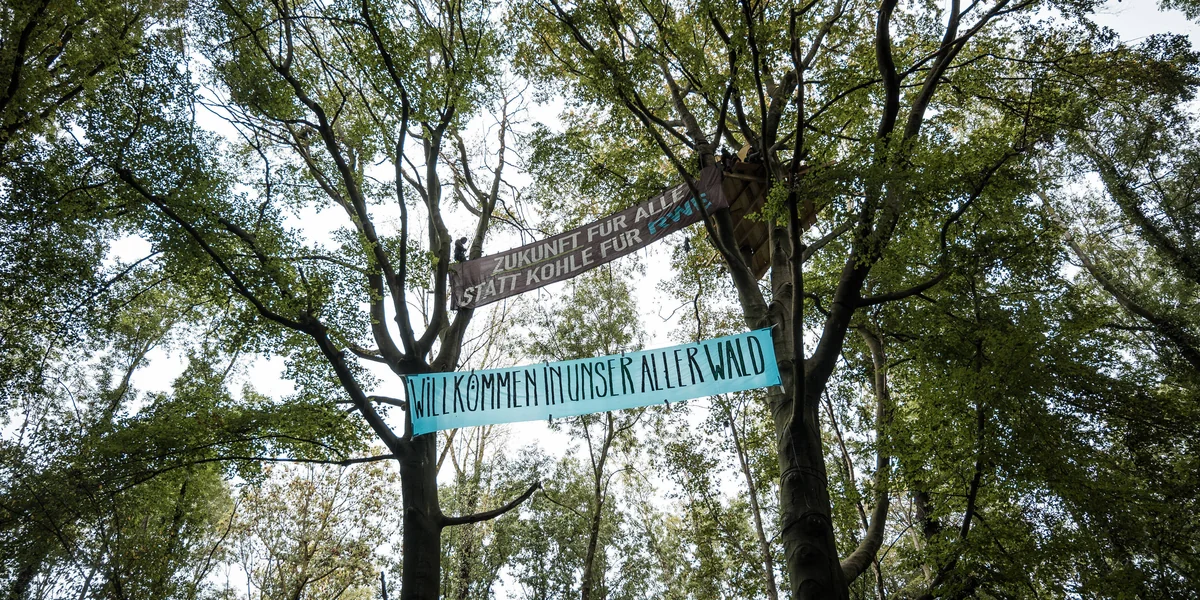 ZUKUNFT FÜR ALLE
STATT KOHLE FÜR RWE
WILLKOMMEN IN UNSER ALLER WALD